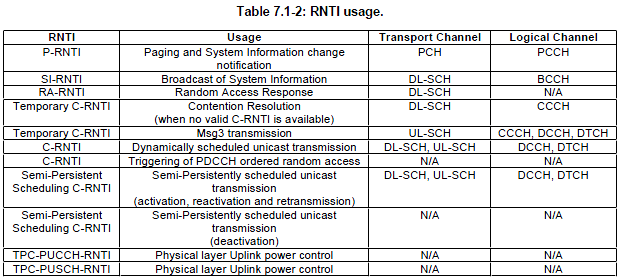 Table 7.1-2: RNTI usage.
RNTI Usage Transport Channel Logical Channel
P-RNTI Paging and System Information change notification PCH PCCH
SI-RNTI Broadcast of System Information DL-SCH BCCH
RA-RNTI Random Access Response DL-SCH N/A
Temporary C-RNTI Contention Resolution (when no valid C-RNTI is available) DL-SCH CCCH
Temporary C-RNTI Msg3 transmission UL-SCH CCCH, DCCH, DTCH
C-RNTI Dynamically scheduled unicast transmission DL-SCH, UL-SCH DCCH, DTCH
C-RNTI Triggering of PDCCH ordered random access N/A N/A
Semi-Persistent Scheduling C-RNTI Semi-Persistently scheduled unicast transmission (activation, reactivation and retransmission) DL-SCH, UL-SCH DCCH, DTCH
Semi-Persistent Scheduling C-RNTI Semi-Persistently scheduled unicast transmission (deactivation) N/A N/A
TPC-PUCCH-RNTI Physical layer Uplink power control N/A N/A
TPC-PUSCH-RNTI Physical layer Uplink power control N/A N/A